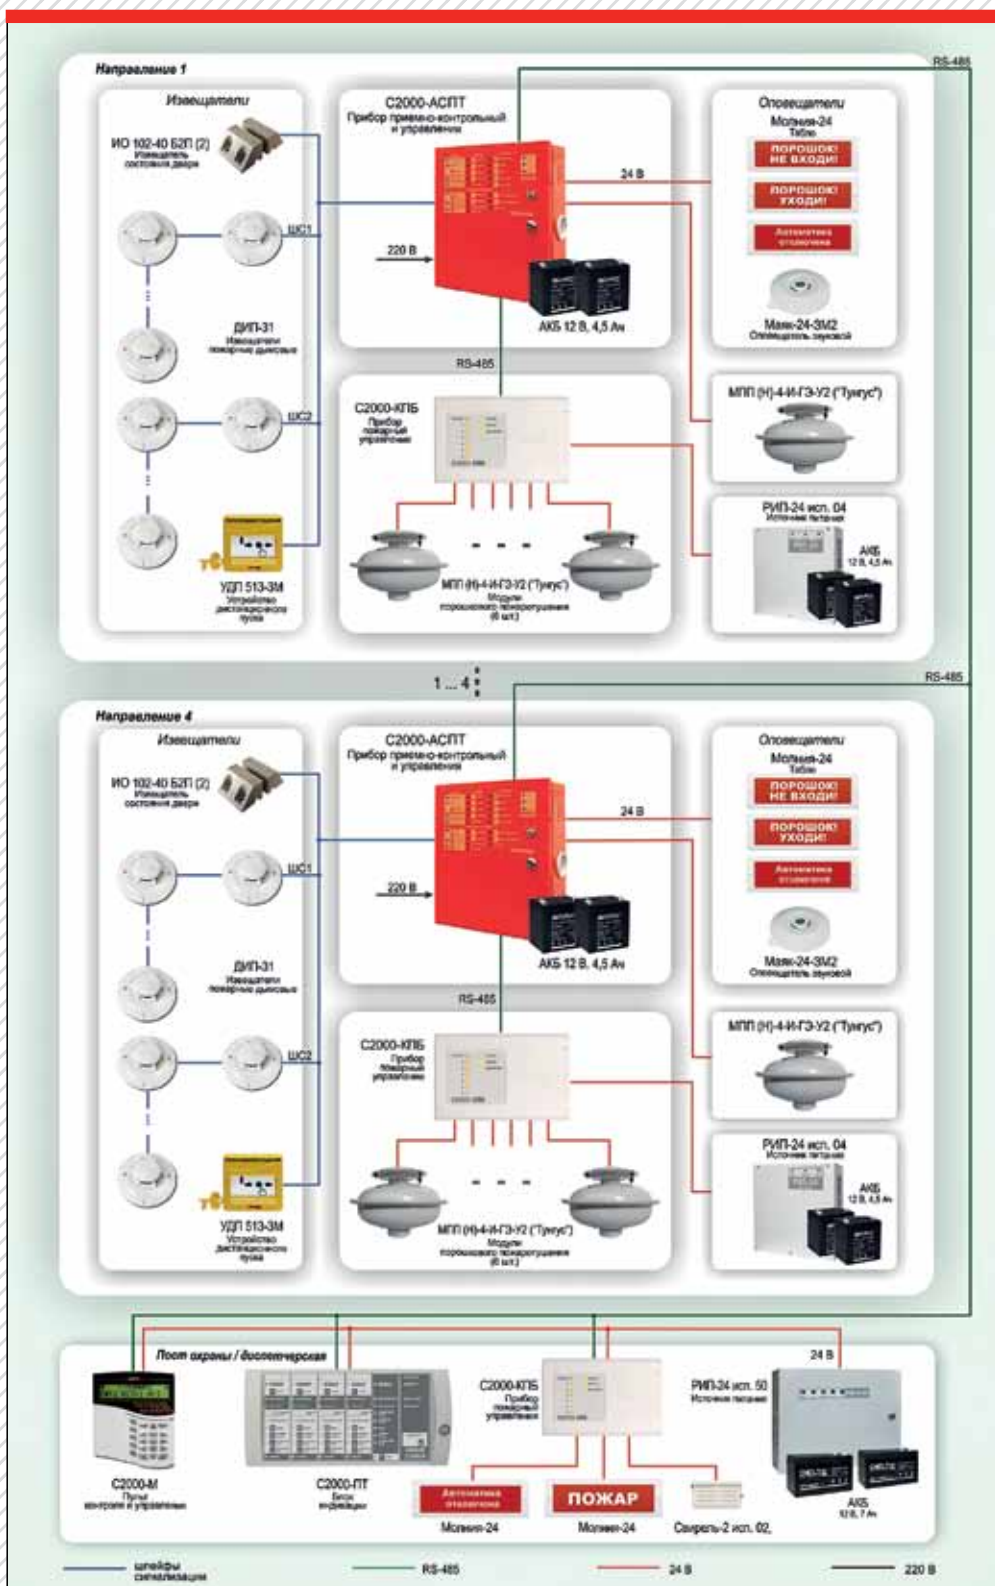 Направление 1
RS-485
Извещатели
ИО 102-40 Б2П (2)
Извещатель
состояния двери
ШС1
ДИП-31
Извещатели
пожарные дымовые
ШС2
УДП 513-3М
Устройство
дистанционного
пуска
С2000-АСПТ
Прибор приемно-контрольный
и управления
220 В
24 В
АКБ 12 В, 4,5 Ач
RS-485
С2000-КПБ
Прибор
пожарный
управления
МПП (Н)-4-И-ГЭ-У2 ("Тунгус")
Модули
порошкового пожаротушения
(6 шт.)
Оповещатели
Молния-24
Табло
ПОРОШОК!
НЕ ВХОДИ!
ПОРОШОК!
УХОДИ!
Автоматика
отключена
Маяк-24-3М2
Оповещатель звуковой
МПП (Н)-4-И-ГЭ-У2 ("Тунгус")
РИП-24 исп. 04
Источник питания
АКБ
12 В, 4,5 Ач
1 ... 4
RS-485
Направление 4
Извещатели
ИО 102-40 Б2П (2)
Извещатель
состояния двери
ШС1
ДИП-31
Извещатели
пожарные дымовые
ШС2
УДП 513-3М
Устройство
дистанционного
пуска
С2000-АСПТ
Прибор приемно-контрольный
и управления
220 В
24 В
АКБ 12 В, 4,5 Ач
RS-485
С2000-КПБ
Прибор
пожарный
управления
МПП (Н)-4-И-ГЭ-У2 ("Тунгус")
Модули
порошкового пожаротушения
(6 шт.)
Оповещатели
Молния-24
Табло
ПОРОШОК!
НЕ ВХОДИ!
ПОРОШОК!
УХОДИ!
Автоматика
отключена
Маяк-24-3М2
Оповещатель звуковой
МПП (Н)-4-И-ГЭ-У2 ("Тунгус")
РИП-24 исп. 04
Источник питания
АКБ
12 В, 4,5 Ач
Пост охраны / диспетчерская
С2000-М
Пульт
контроля и управления
С2000-ПТ
Блок
индикации
С2000-КПБ
Прибор
пожарный
управления
24 В
РИП-24 исп. 50
Источник питания
АКБ
12 В, 7 Ач
Автоматика
отключена
Молния-24
ПОЖАР
Молния-24
Свирель-2 исп. 02,
шлейфы
сигнализации
RS-485
24 В
220 В